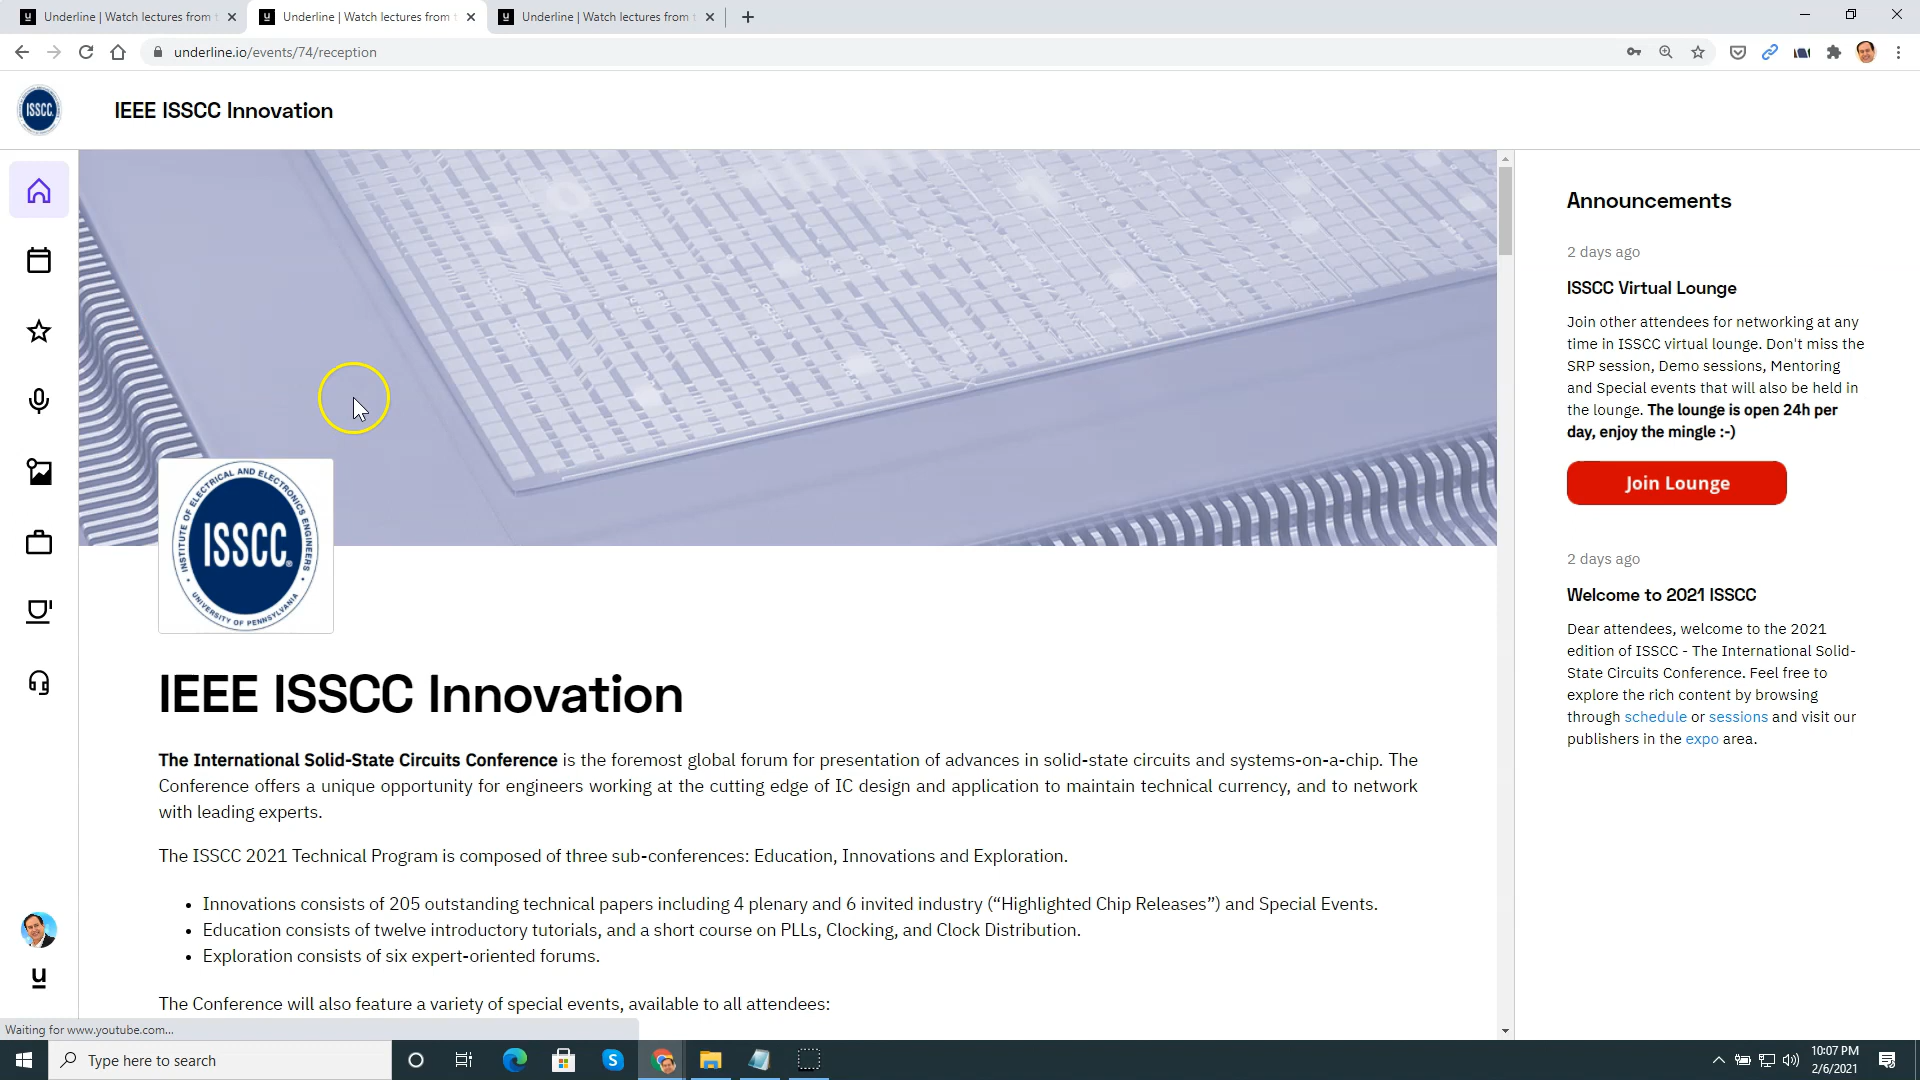 Underline | Watch lectures from
Underline | Watch lectures from
Underline | Watch lectures from
underline.io/events/74/reception
ISSCC
IEEE ISSCC Innovation
INSTITUTE OF ELECTRICAL AND ELECTRONICS ENGINEERS
ISSCC®
UNIVERSITY OF PENNSYLVANIA
IEEE ISSCC Innovation
The International Solid-State Circuits Conference is the foremost global forum for presentation of advances in solid-state circuits and systems-on-a-chip. The
Conference offers a unique opportunity for engineers working at the cutting edge of IC design and application to maintain technical currency, and to network
with leading experts.
The ISSCC 2021 Technical Program is composed of three sub-conferences: Education, Innovations and Exploration.
• Innovations consists of 205 outstanding technical papers including 4 plenary and 6 invited industry (“Highlighted Chip Releases”) and Special Events.
• Education consists of twelve introductory tutorials, and a short course on PLLs, Clocking, and Clock Distribution.
• Exploration consists of six expert-oriented forums.
The Conference will also feature a variety of special events, available to all attendees:
Announcements
2 days ago
ISSCC Virtual Lounge
Join other attendees for networking at any
time in ISSCC virtual lounge. Don't miss the
SRP session, Demo sessions, Mentoring
and Special events that will also be held in
the lounge. The lounge is open 24h per
day, enjoy the mingle :-)
Join Lounge
2 days ago
Welcome to 2021 ISSCC
Dear attendees, welcome to the 2021
edition of ISSCC - The International Solid-
State Circuits Conference. Feel free to
explore the rich content by browsing
through schedule or sessions and visit our
publishers in the expo area.
Waiting for www.youtube.com...
Type here to search
10:07 PM
2/6/2021